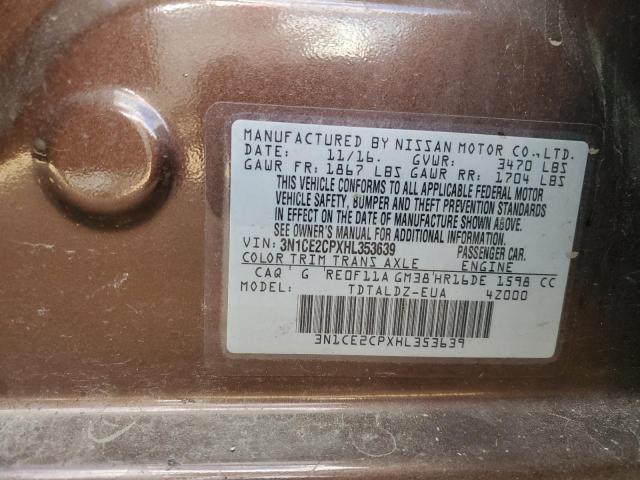 MANUFACTURED BY NISSAN MOTOR CO.,LTD.
DATE: 11/16. GVWR: 3470 LBS
GAWR FR: 1867 LBS GAWR RR: 1704 LBS
THIS VEHICLE CONFORMS TO ALL APPLICABLE FEDERAL MOTOR
VEHICLE SAFETY, BUMPER AND THEFT PREVENTION STANDARDS
IN EFFECT ON THE DATE OF MANUFACTURE SHOWN ABOVE.
SEE OWNER'S MANUAL FOR ADDITIONAL INFORMATION.
VIN: 3N1CE2CPXHL353639 PASSENGER CAR.
COLOR TRIM TRANS AXLE ENGINE
CAQ G RE0F11A GM38 HR16DE 1598 CC
MODEL: TDTALDZ-EUA 4Z000
3N1CE2CPXHL353639